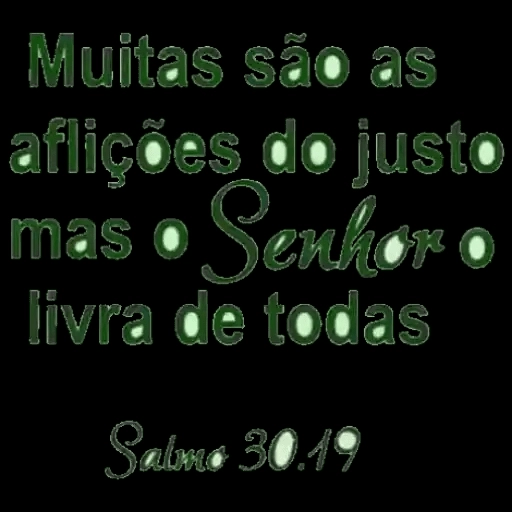 Muitas são as
aflições do justo
mas o Senhor o
livra de todas
Salmo 30.19